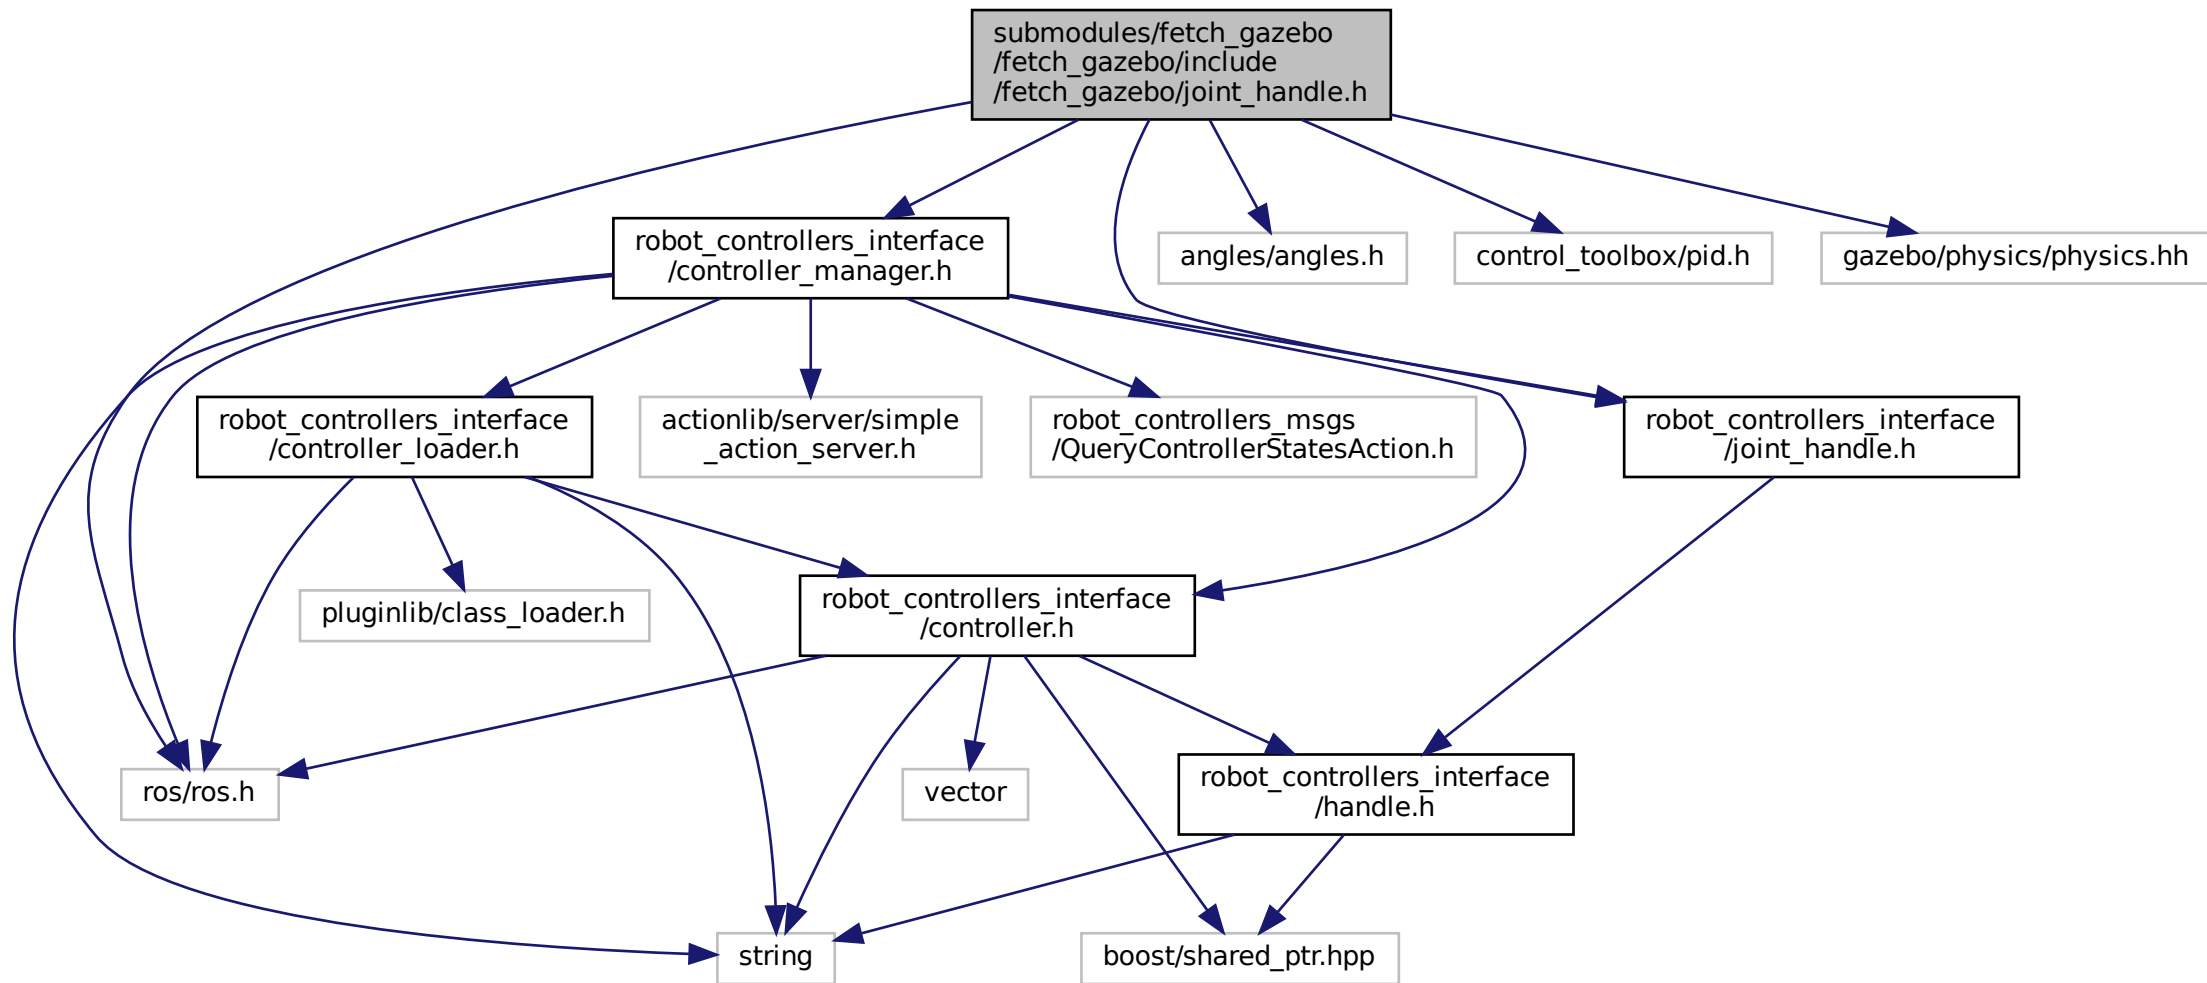 submodules/fetch_gazebo
/fetch_gazebo/include
/fetch_gazebo/joint_handle.h
robot_controllers_interface
/controller_manager.h
angles/angles.h
control_toolbox/pid.h
gazebo/physics/physics.hh
robot_controllers_interface
/controller_loader.h
actionlib/server/simple
_action_server.h
robot_controllers_msgs
/QueryControllerStatesAction.h
robot_controllers_interface
/joint_handle.h
pluginlib/class_loader.h
robot_controllers_interface
/controller.h
ros/ros.h
vector
robot_controllers_interface
/handle.h
string
boost/shared_ptr.hpp